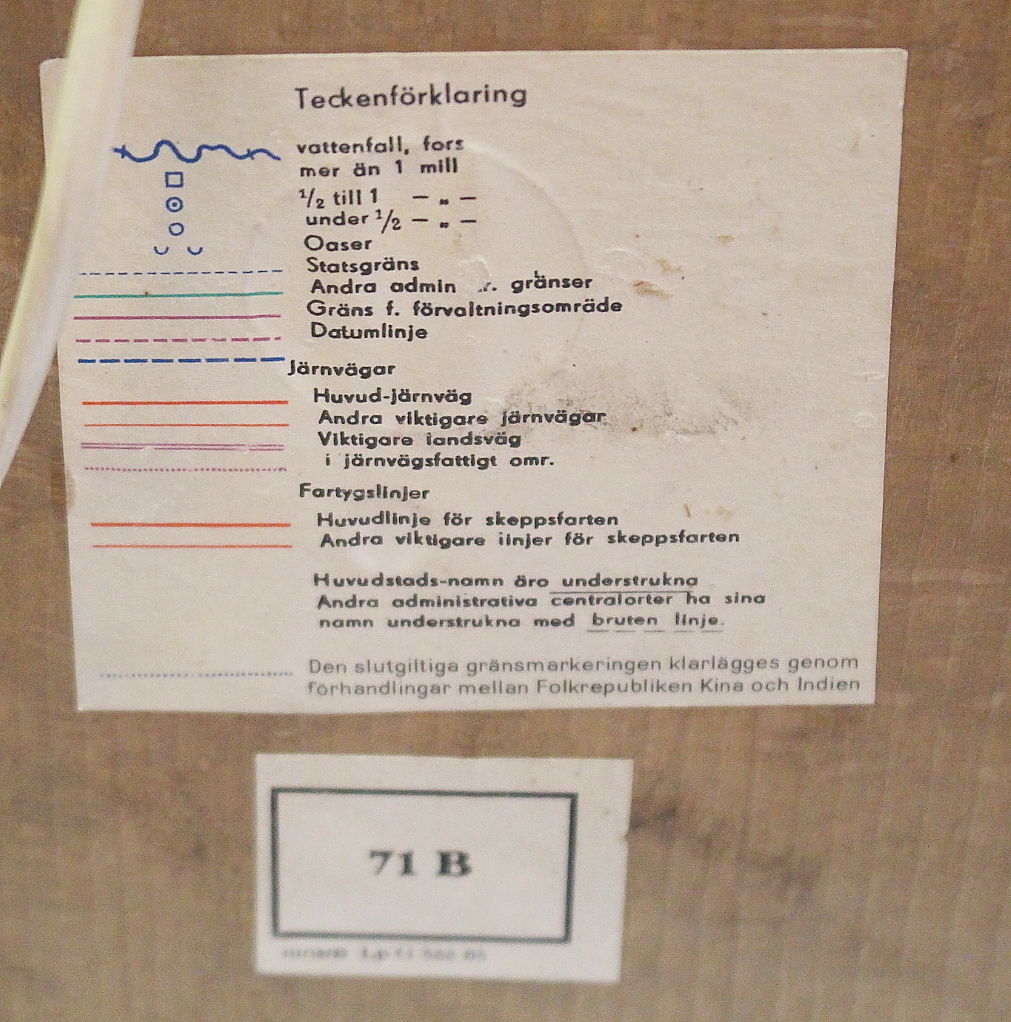 Teckenförklaring
vattenfall, fors
mer än 1 mill
1/2 till 1 – „ –
under 1/2 – „ –
Oaser
Statsgräns
Andra admin gränser
Gräns f. förvaltningsområde
Datumlinje
Järnvägar
Huvud-järnväg
Andra viktigare järnvägar
Viktigare landsväg
i järnvägsfattigt omr.
Fartygslinjer
Huvudlinje för skeppsfarten
Andra viktigare linjer för skeppsfarten
Huvudstads-namn äro understrukna
Andra administrativa centralorter ha sina
namn understrukna med bruten linje.
Den slutgiltiga gränsmarkeringen klarlägges genom
förhandlingar mellan Folkrepubliken Kina och Indien
71 B